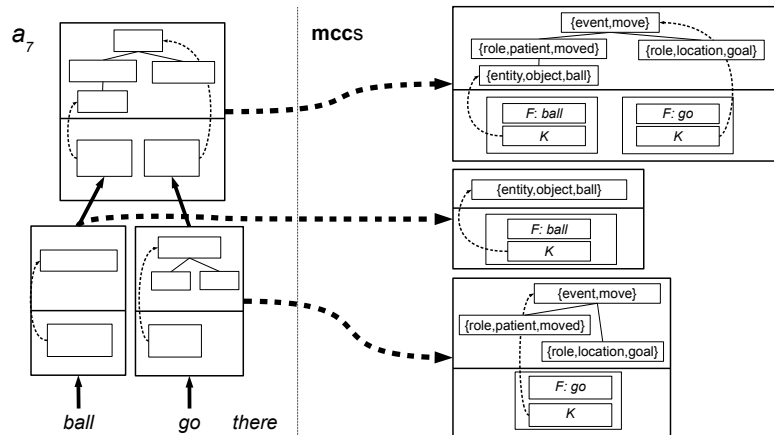 a7
mccs
{event,move}
{role,patient,moved}
{role,location,goal}
{entity,object,ball}
F: ball
F: go
K
K
{entity,object,ball}
F: ball
K
{event,move}
{role,patient,moved}
{role,location,goal}
F: go
K
ball go there